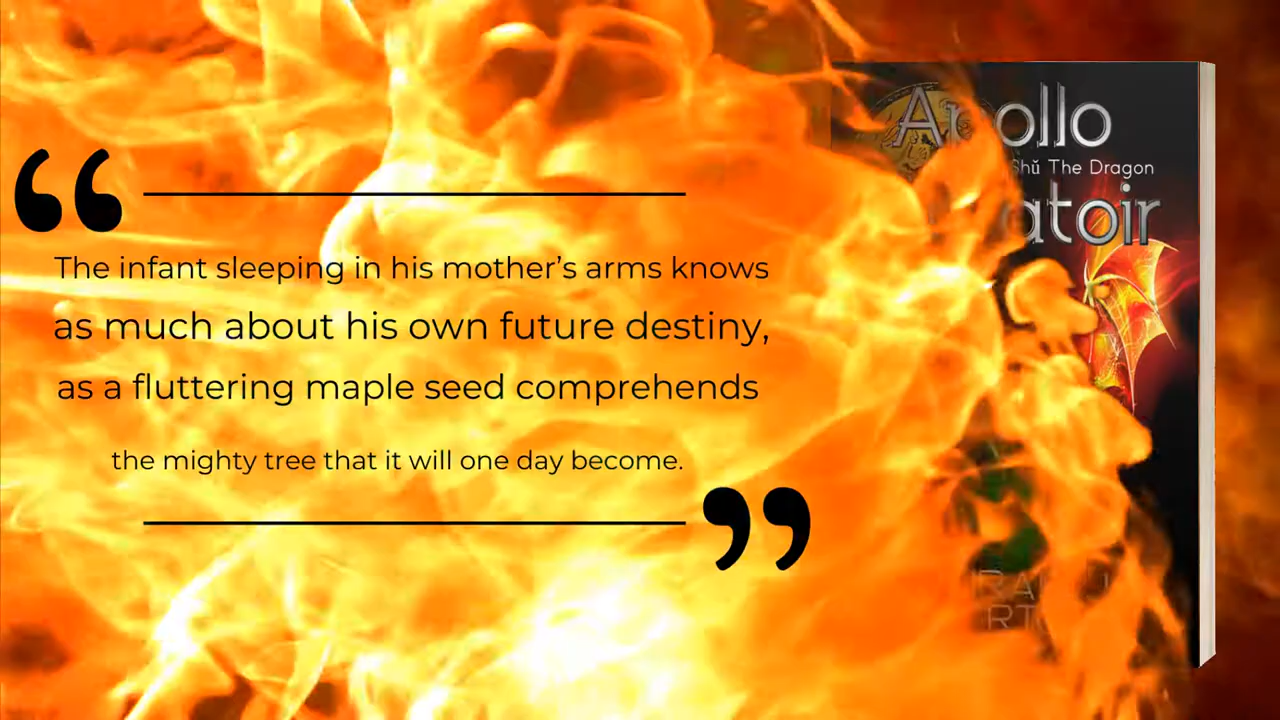 “
The infant sleeping in his mother’s arms knows
as much about his own future destiny,
as a fluttering maple seed comprehends
the mighty tree that it will one day become.
”
Apollo
Shŭ The Dragon